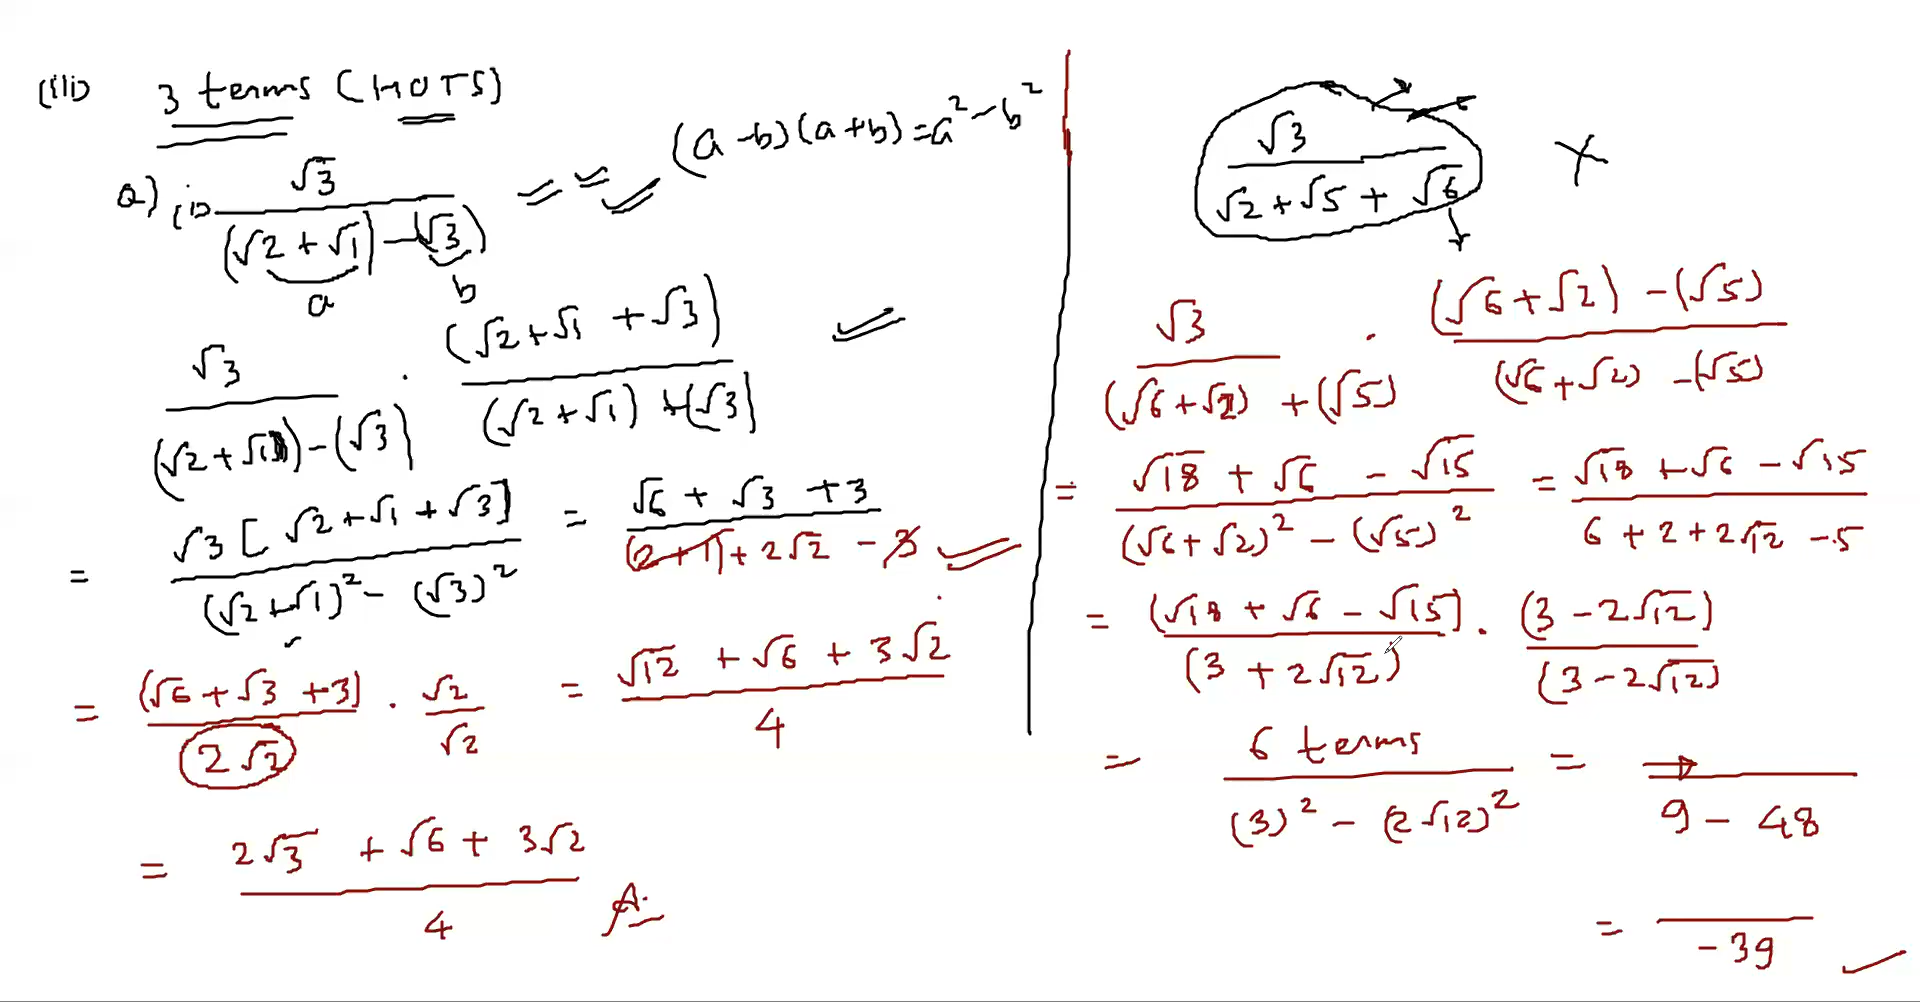 (iii) 3 terms (HOTS)
(a-b)(a+b)=a²-b²
Q) (i) √3 / (√2+√1)-(√3)
a b
√3 / (√2+√1)-(√3) . (√2+√1+√3) / (√2+√1)+(√3)
= √3[√2+√1+√3] / (√2+√1)²-(√3)² = √6+√3+3 / (2+1)+2√2-3
= (√6+√3+3) / 2√2 . √2 / √2 = √12+√6+3√2 / 4
= 2√3+√6+3√2 / 4 A.
√3 / √2+√5+√6
√3 / (√6+√2)+(√5) . (√6+√2)-(√5) / (√6+√2)-(√5)
= √18+√6-√15 / (√6+√2)²-(√5)² = √18+√6-√15 / 6+2+2√12-5
= (√18+√6-√15) / (3+2√12) . (3-2√12) / (3-2√12)
= 6 terms / (3)²-(2√12)² = / 9-48
= / -39